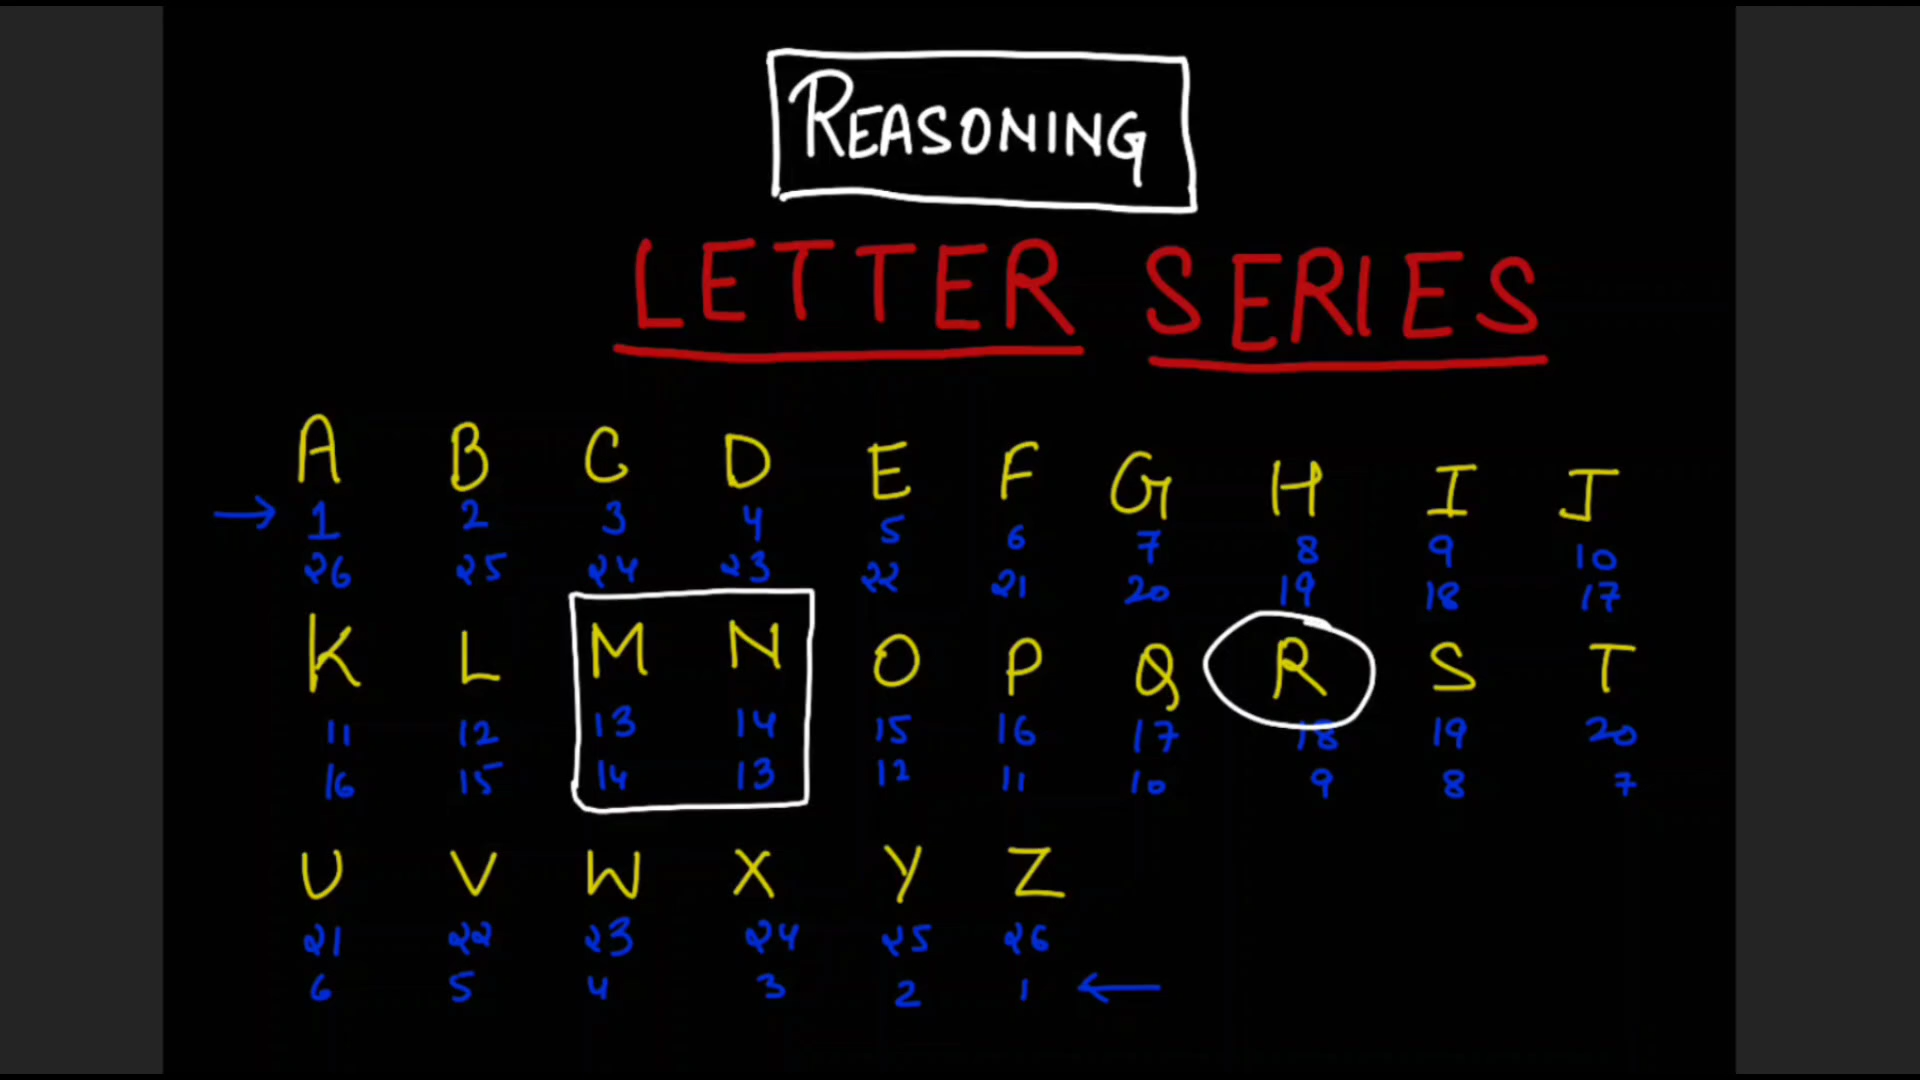 REASONING
LETTER SERIES
A B C D E F G H I J
→ 1 2 3 4 5 6 7 8 9 10
26 25 24 23 22 21 20 19 18 17
K L M N O P Q R S T
11 12 13 14 15 16 17 18 19 20
16 15 14 13 12 11 10 9 8 7
U V W X Y Z
21 22 23 24 25 26
6 5 4 3 2 1 ←